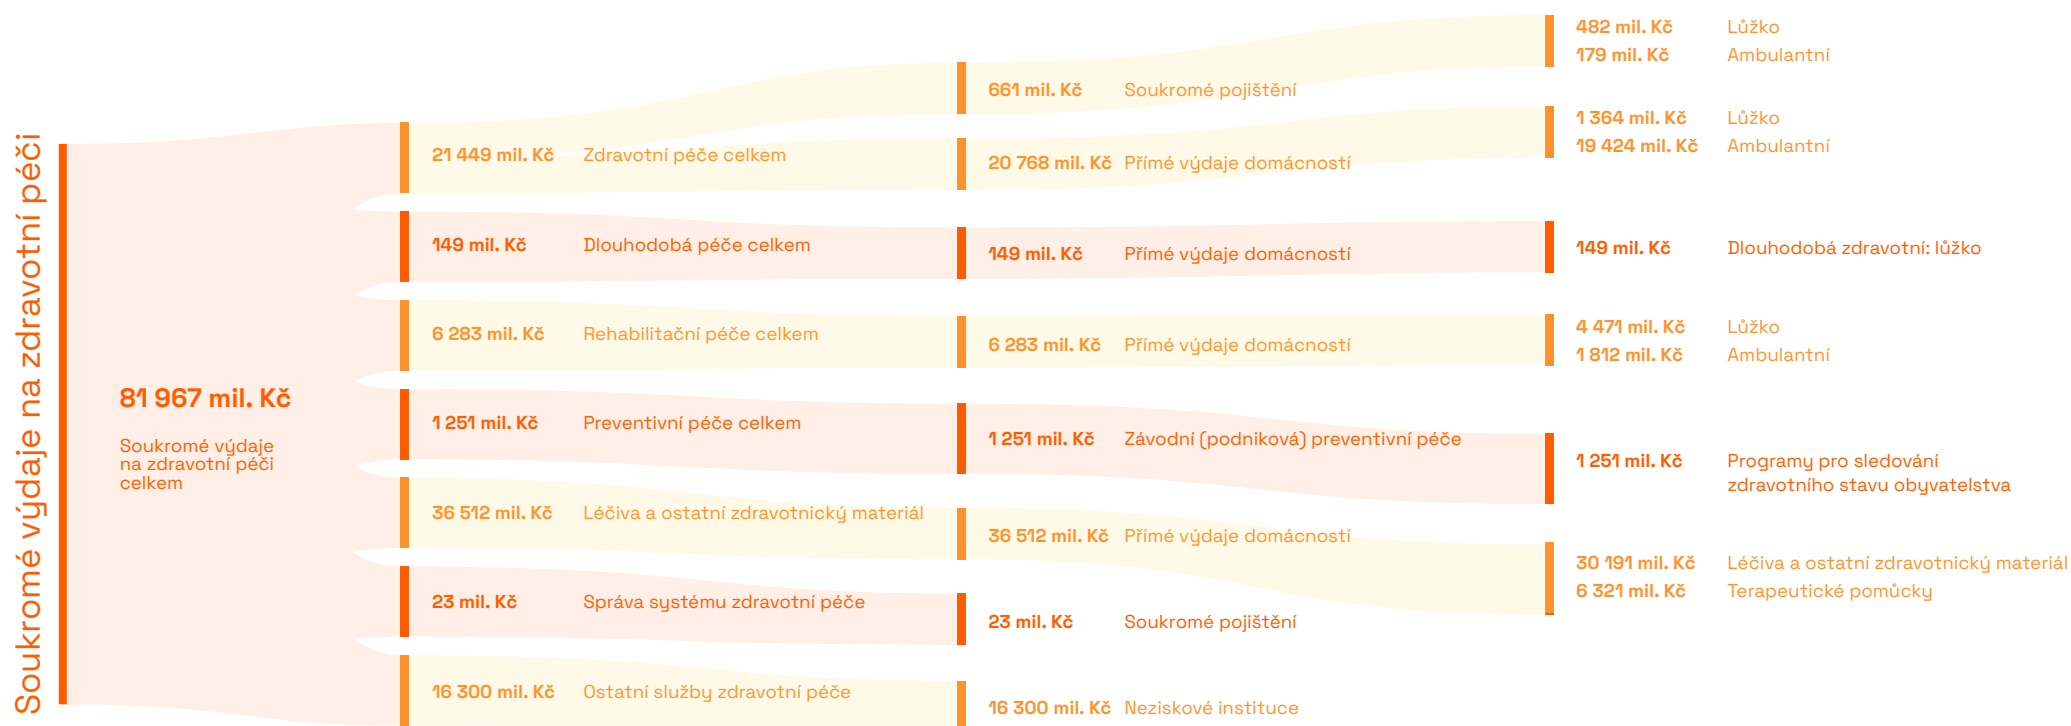 Soukromé výdaje na zdravotní péči
81 967 mil. Kč
Soukromé výdaje
na zdravotní péči
celkem
21 449 mil. Kč Zdravotní péče celkem
149 mil. Kč Dlouhodobá péče celkem
6 283 mil. Kč Rehabilitační péče celkem
1 251 mil. Kč Preventivní péče celkem
36 512 mil. Kč Léčiva a ostatní zdravotnický materiál
23 mil. Kč Správa systému zdravotní péče
16 300 mil. Kč Ostatní služby zdravotní péče
661 mil. Kč Soukromé pojištění
20 768 mil. Kč Přímé výdaje domácností
149 mil. Kč Přímé výdaje domácností
6 283 mil. Kč Přímé výdaje domácností
1 251 mil. Kč Závodní (podniková) preventivní péče
36 512 mil. Kč Přímé výdaje domácností
23 mil. Kč Soukromé pojištění
16 300 mil. Kč Neziskové instituce
482 mil. Kč Lůžko
179 mil. Kč Ambulantní
1 364 mil. Kč Lůžko
19 424 mil. Kč Ambulantní
149 mil. Kč Dlouhodobá zdravotní: lůžko
4 471 mil. Kč Lůžko
1 812 mil. Kč Ambulantní
1 251 mil. Kč Programy pro sledování
zdravotního stavu obyvatelstva
30 191 mil. Kč Léčiva a ostatní zdravotnický materiál
6 321 mil. Kč Terapeutické pomůcky